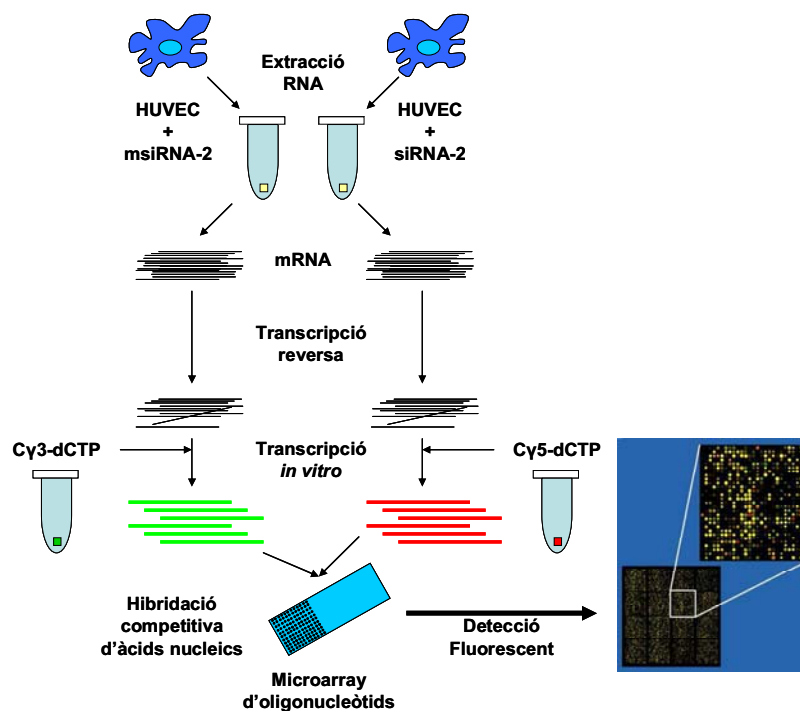 Extracció
RNA
HUVEC
+
msiRNA-2
HUVEC
+
siRNA-2
mRNA
Transcripció
reversa
Cγ3-dCTP
Transcripció
in vitro
Cγ5-dCTP
Hibridació
competitiva
d'àcids nucleics
Detecció
Fluorescent
Microarray
d'oligonucleòtids